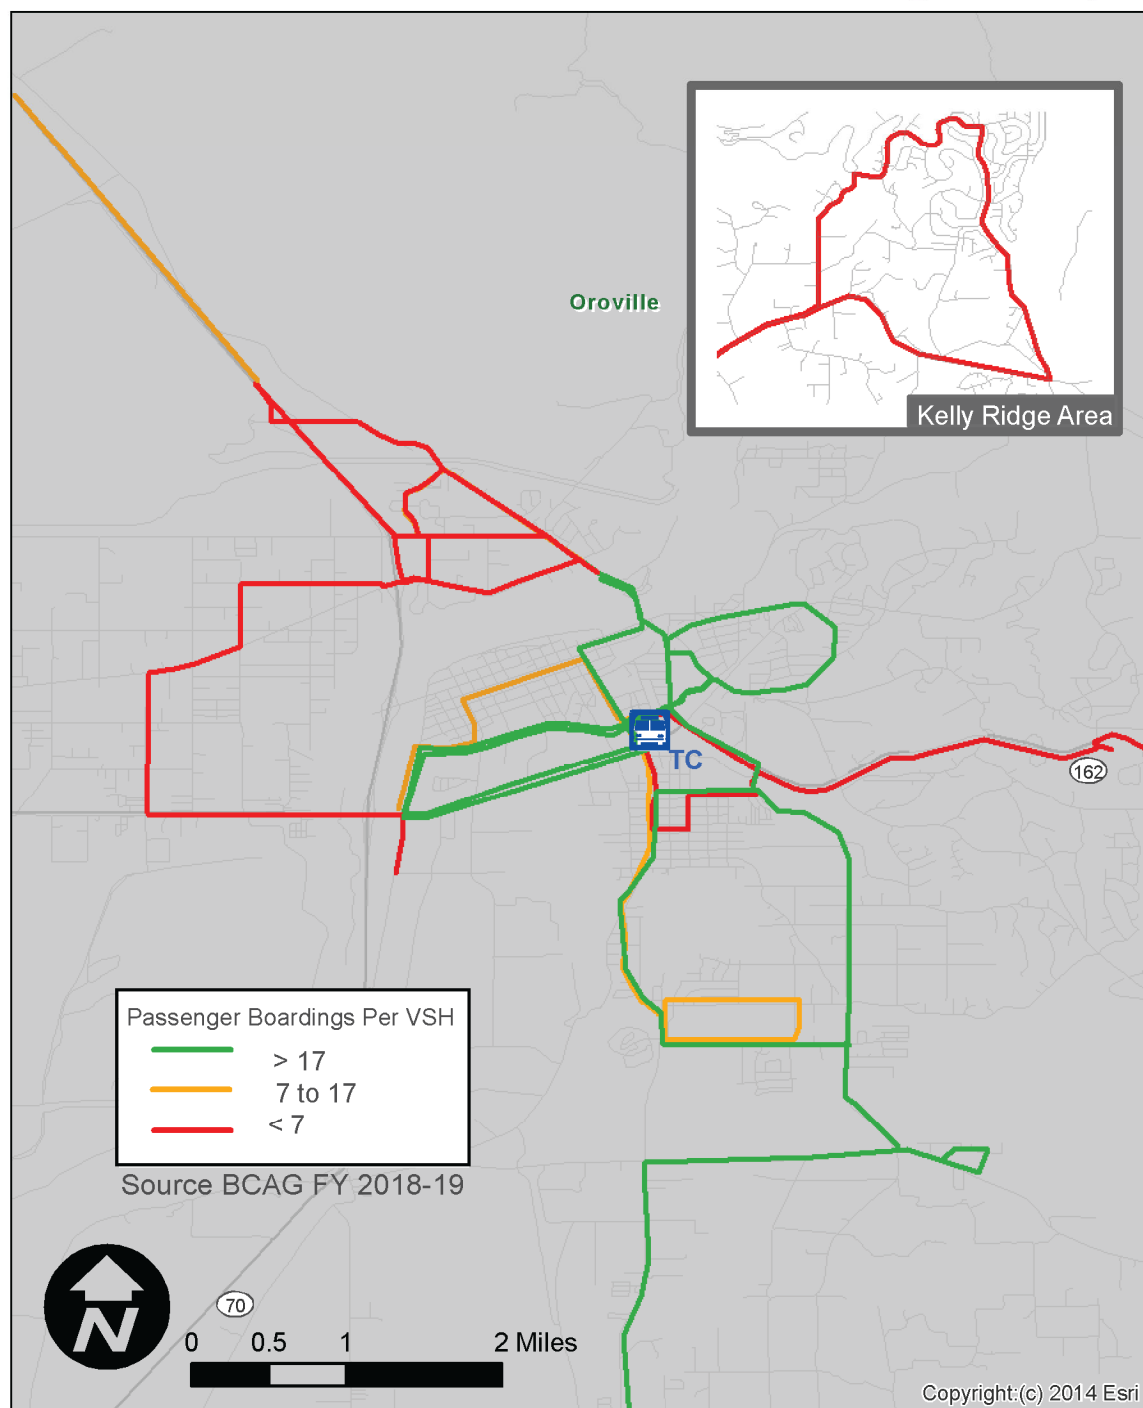 Oroville
Kelly Ridge Area
TC
162
Passenger Boardings Per VSH
> 17
7 to 17
< 7
Source BCAG FY 2018-19
70
N
0 0.5 1 2 Miles
Copyright:(c) 2014 Esri